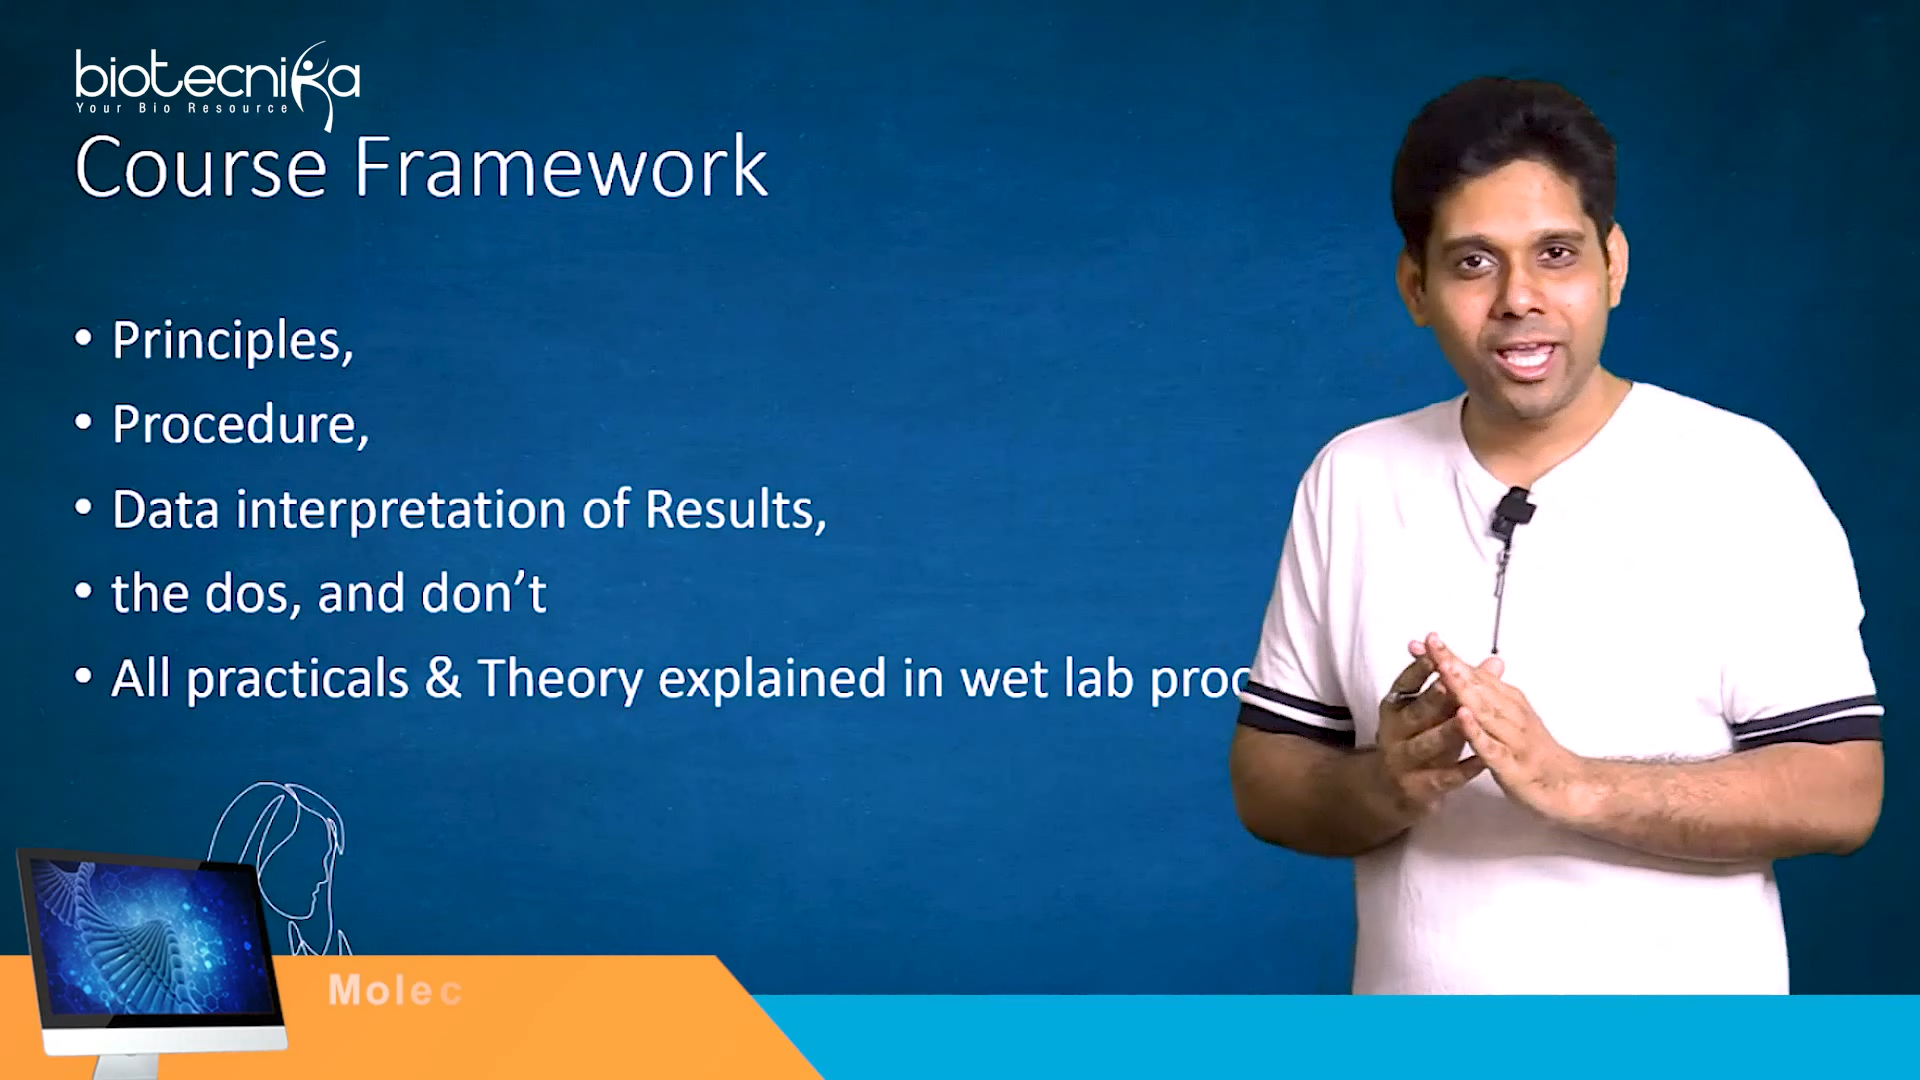 biotecnika
Your Bio Resource
Course Framework
• Principles,
• Procedure,
• Data interpretation of Results,
• the dos, and don’t
• All practicals & Theory explained in wet lab
Molec